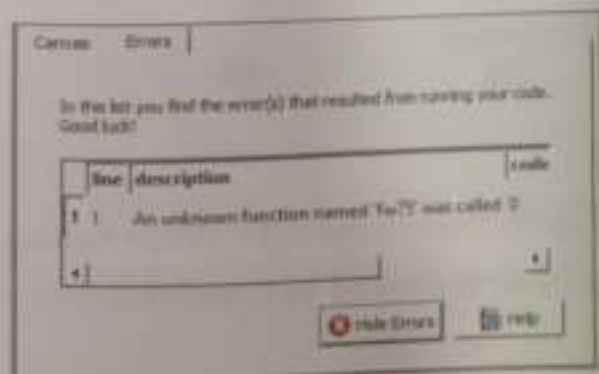 Canvas Errors
In this list you find the error(s) that resulted from running your code.
Good luck!
line description code
1 1 An unknown function named was called
Hide Errors Help